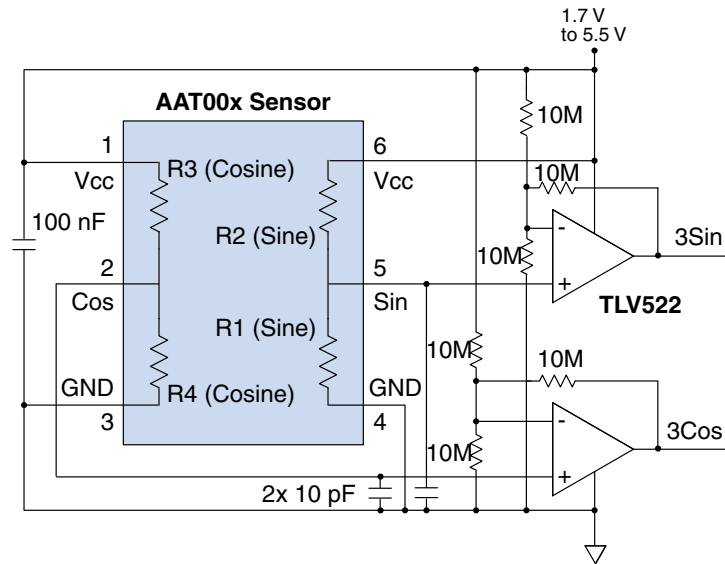 1.7 V
to 5.5 V
AAT00x Sensor
1
Vcc
R3 (Cosine)
6
Vcc
10M
10M
100 nF
R2 (Sine)
10M
-
+
3Sin
TLV522
2
Cos
5
Sin
R1 (Sine)
GND
3
R4 (Cosine)
GND
4
10M
10M
10M
-
+
3Cos
2x 10 pF